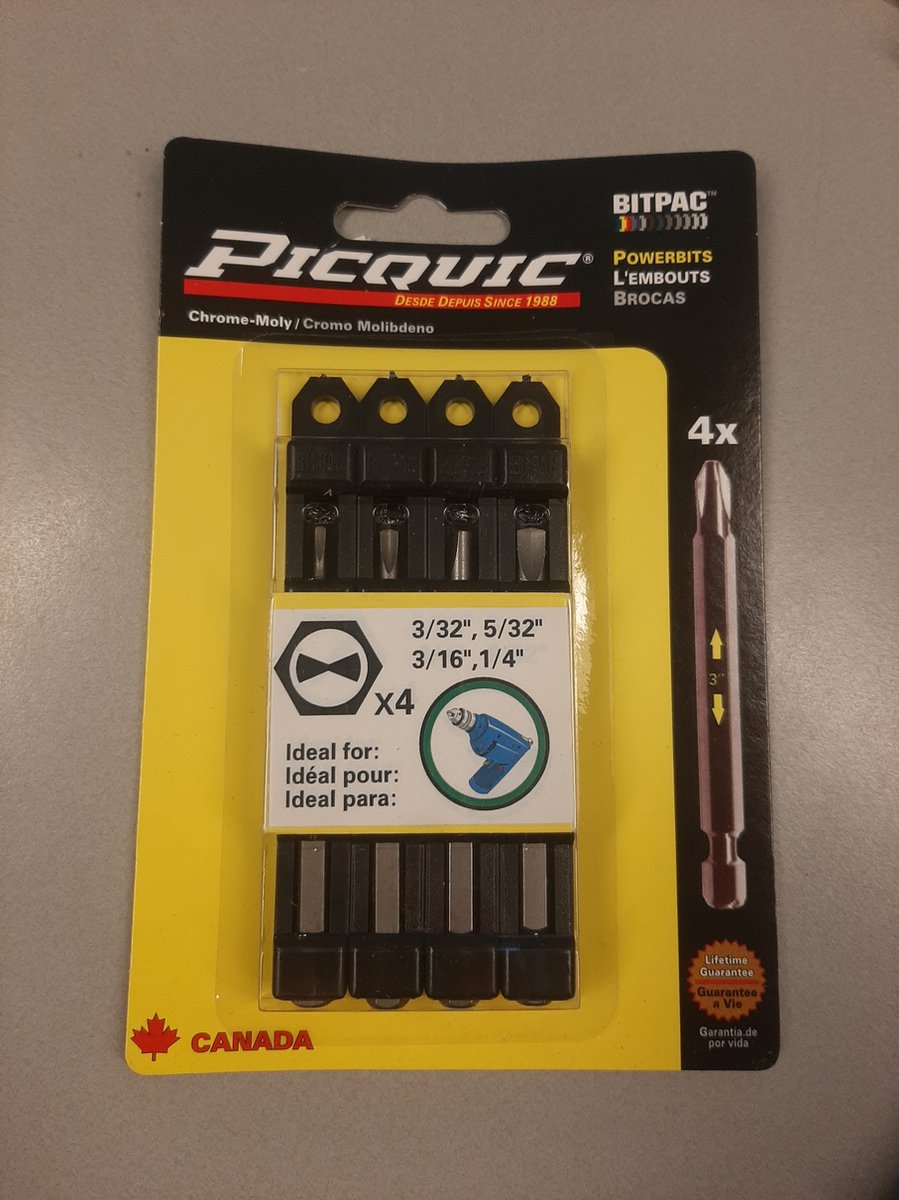 BITPAC™
POWERBITS
L'EMBOUTS
BROCAS
PICQUIC®
DESDE DEPUIS SINCE 1988
Chrome-Moly / Cromo Molibdeno
4x
3/32", 5/32"
3/16",1/4"
x4
3"
Ideal for:
Idéal pour:
Ideal para:
Lifetime
Guarantee
Guarantee
a Vie
Garantia de
por vida
CANADA